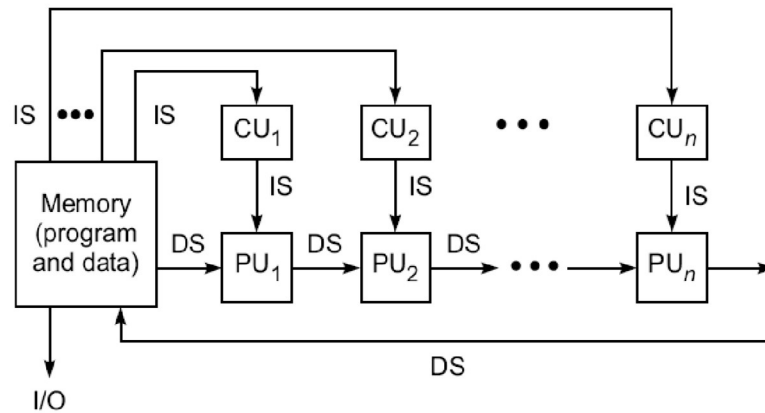 IS ••• IS
CU1 CU2 • • • CUn
IS IS IS
Memory
(program
and data)
DS DS DS
PU1 PU2 ••• PUn
DS
I/O